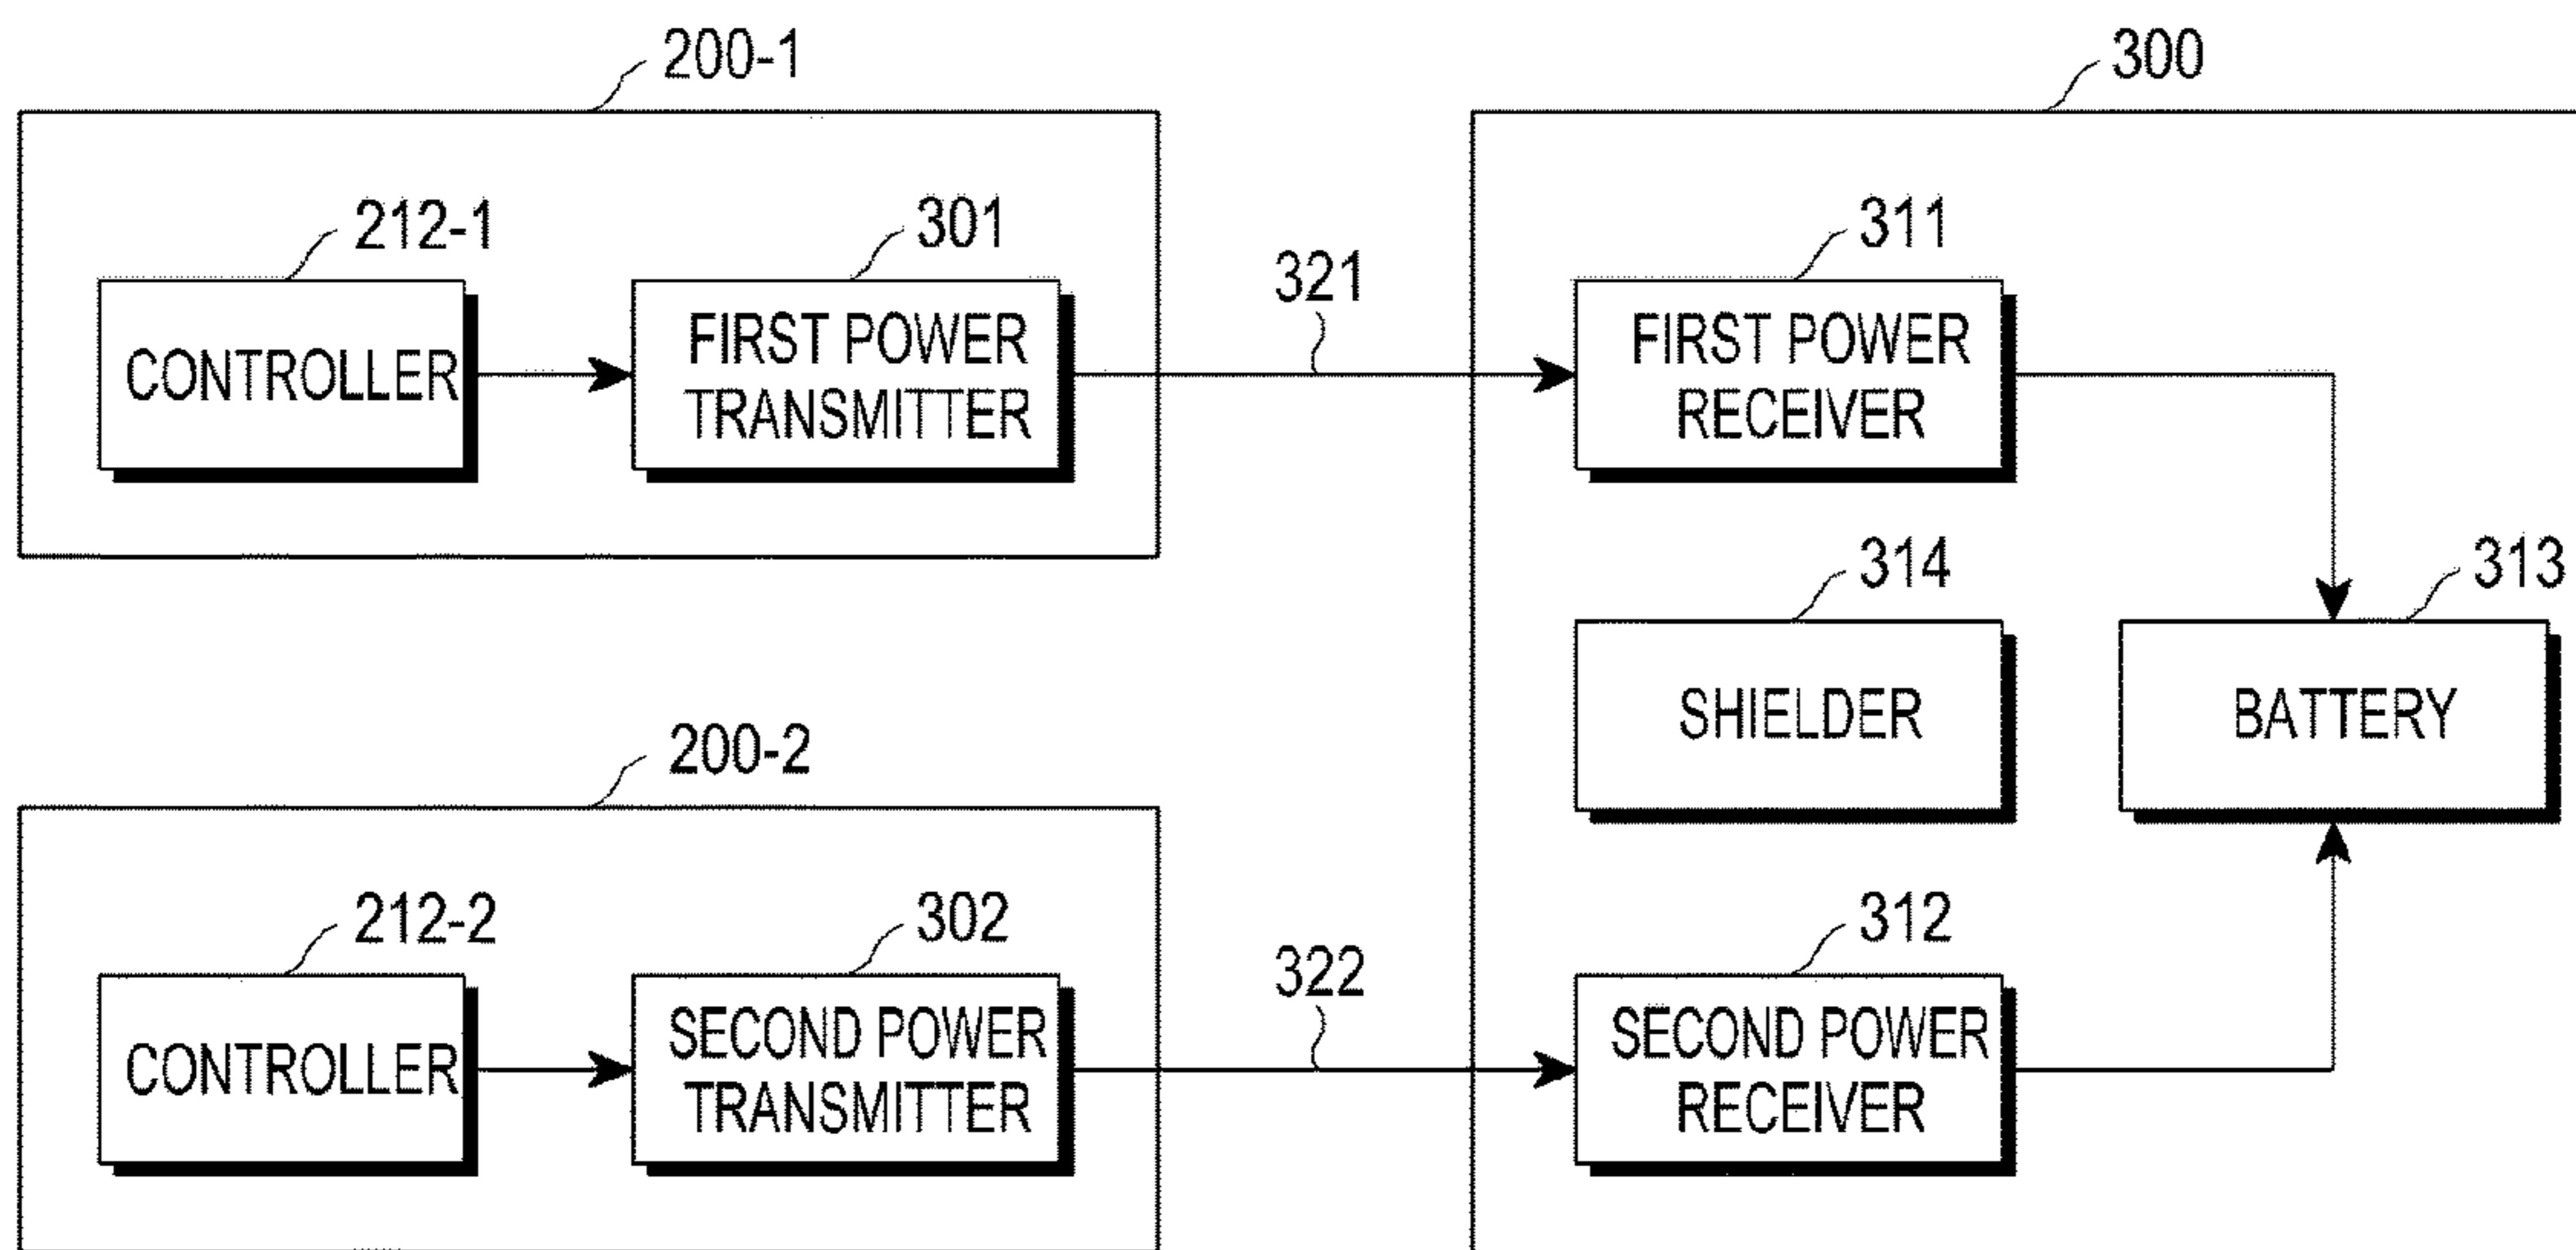 200-1
300
212-1
301
321
311
CONTROLLER
FIRST POWER
TRANSMITTER
FIRST POWER
RECEIVER
314
313
SHIELDER
BATTERY
200-2
212-2
302
322
312
CONTROLLER
SECOND POWER
TRANSMITTER
SECOND POWER
RECEIVER